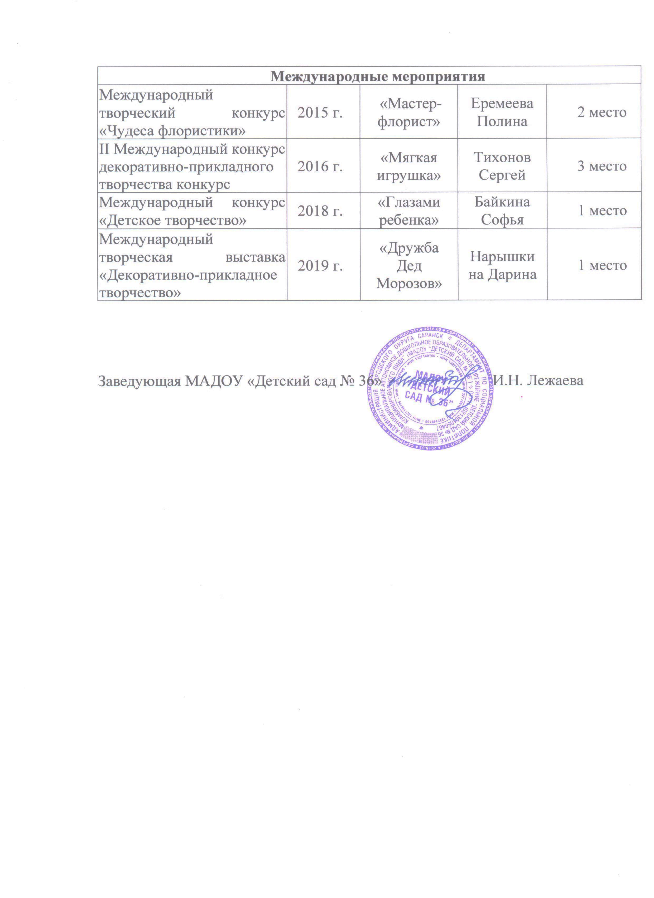 Международные мероприятия
Международный
творческий конкурс
«Чудеса флористики»
2015 г.
«Мастер-
флорист»
Еремеева
Полина
2 место
II Международный конкурс
декоративно-прикладного
творчества конкурс
2016 г.
«Мягкая
игрушка»
Тихонов
Сергей
3 место
Международный конкурс
«Детское творчество»
2018 г.
«Глазами
ребенка»
Байкина
Софья
1 место
Международный
творческая выставка
«Декоративно-прикладное
творчество»
2019 г.
«Дружба
Дед
Морозов»
Нарышки
на Дарина
1 место
Заведующая МАДОУ «Детский сад № 36» И.Н. Лежаева
МАДОУ
"ДЕТСКИЙ
САД № 36"